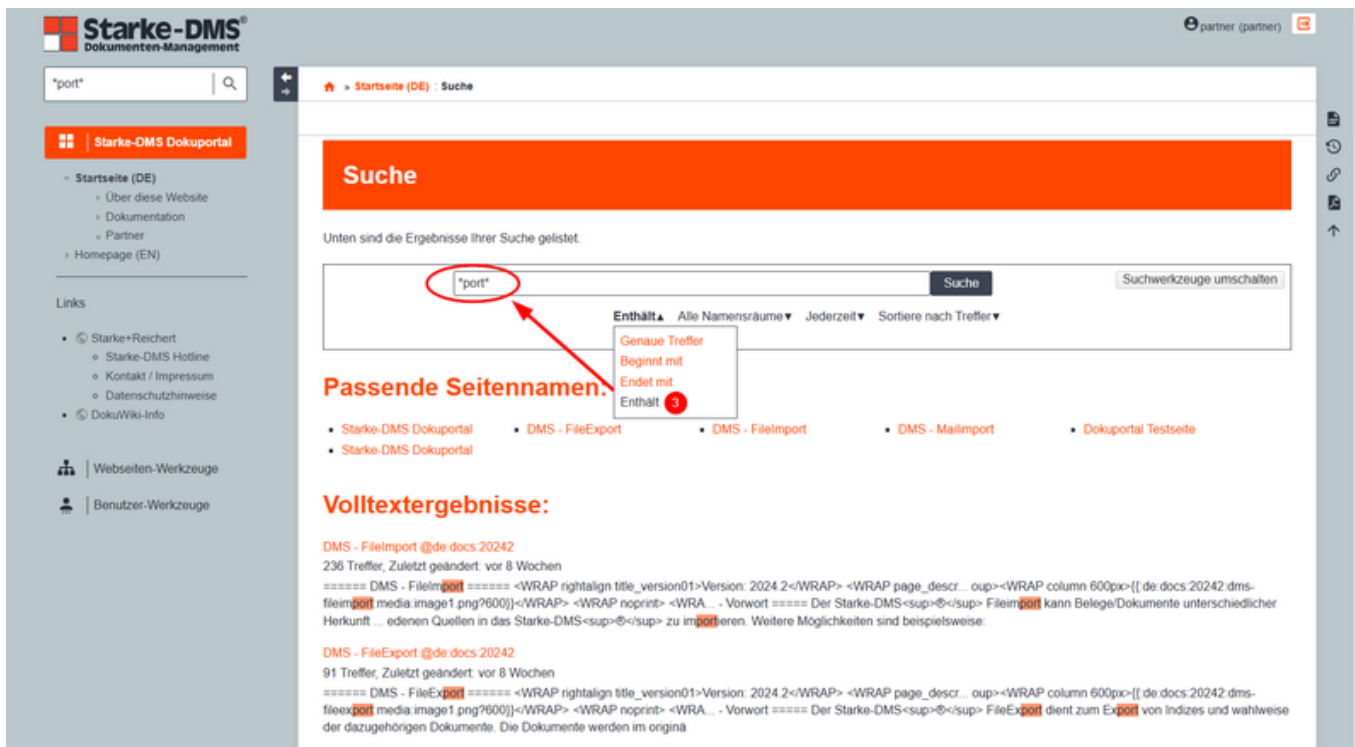 Starke-DMS®
Dokumenten-Management
partner (partner)
*port*
» Startseite (DE) : Suche
Starke-DMS Dokuportal
Startseite (DE)
Über diese Website
Dokumentation
Partner
Homepage (EN)
Links
Starke+Reichert
Starke-DMS Hotline
Kontakt / Impressum
Datenschutzhinweise
DokuWiki-Info
Webseiten-Werkzeuge
Benutzer-Werkzeuge
Suche
Unten sind die Ergebnisse Ihrer Suche gelistet.
*port* Suche Suchwerkzeuge umschalten
Enthält▲ Alle Namensräume▼ Jederzeit▼ Sortiere nach Treffer▼
Genaue Treffer
Beginnt mit
Endet mit
Enthält 3
Passende Seitennamen:
Starke-DMS Dokuportal DMS - FileExport DMS - FileImport DMS - Mailimport Dokuportal Testseite
Starke-DMS Dokuportal
Volltextergebnisse:
DMS - FileImport @de:docs:20242
236 Treffer, Zuletzt geändert: vor 8 Wochen
====== DMS - FileImport ====== <WRAP rightalign title_version01>Version: 2024.2</WRAP> <WRAP page_descr... oup><WRAP column 600px>{{:de:docs:20242:dms-
fileimport:media:image1.png?600}}</WRAP> <WRAP noprint> <WRA... - Vorwort ===== Der Starke-DMS<sup>®</sup> Fileimport kann Belege/Dokumente unterschiedlicher
Herkunft ... edenen Quellen in das Starke-DMS<sup>®</sup> zu importieren. Weitere Möglichkeiten sind beispielsweise:
DMS - FileExport @de:docs:20242
91 Treffer, Zuletzt geändert: vor 8 Wochen
====== DMS - FileExport ====== <WRAP rightalign title_version01>Version: 2024.2</WRAP> <WRAP page_descr... oup><WRAP column 600px>{{:de:docs:20242:dms-
fileexport:media:image1.png?600}}</WRAP> <WRAP noprint> <WRA... - Vorwort ===== Der Starke-DMS<sup>®</sup> FileExport dient zum Export von Indizes und wahlweise
der dazugehörigen Dokumente. Die Dokumente werden im originä